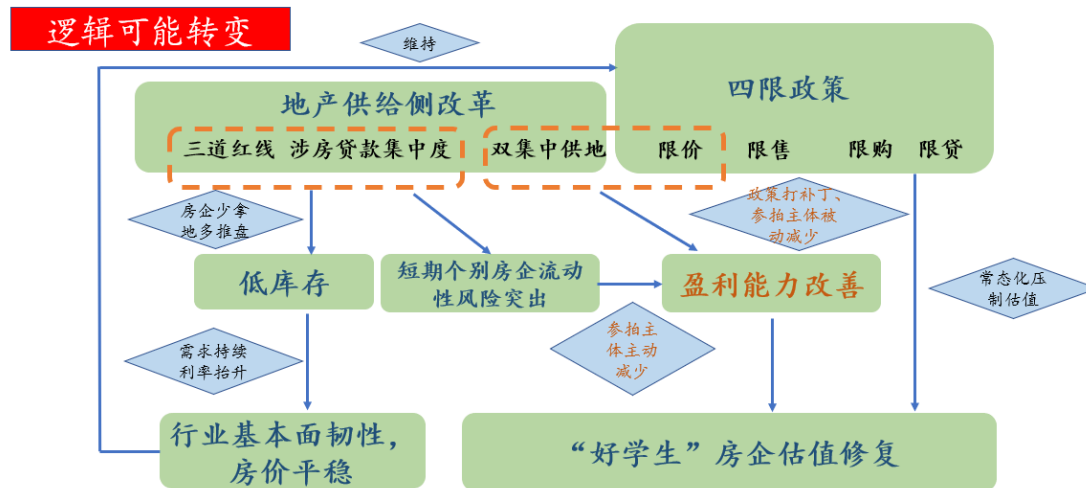 逻辑可能转变
维持
地产供给侧改革
四限政策
三道红线 涉房贷款集中度
双集中供地
限价
限售
限购
限贷
房企少拿
地多推盘
政策打补丁、
参拍主体被
动减少
低库存
短期个别房企流动
性风险突出
盈利能力改善
常态化压
制估值
需求持续
利率抬升
参拍主
体主动
减少
行业基本面韧性，
房价平稳
“好学生”房企估值修复